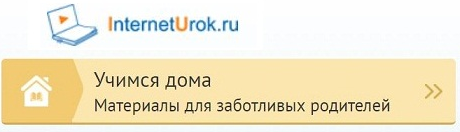 InternetUrok.ru
Учимся дома
Материалы для заботливых родителей